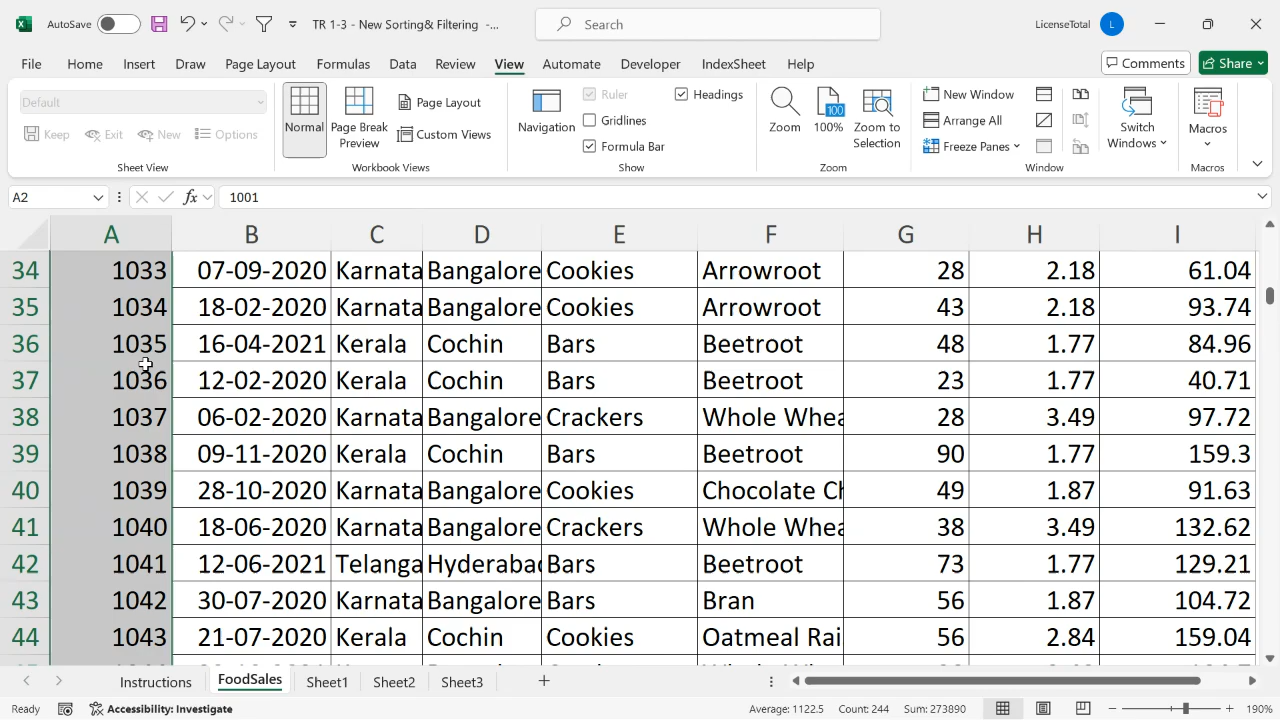 AutoSave TR 1-3 - New Sorting& Filtering -... Search LicenseTotal L
File Home Insert Draw Page Layout Formulas Data Review View Automate Developer IndexSheet Help Comments Share
Default
Keep Exit New Options
Sheet View
Normal
Page Break
Preview
Page Layout
Custom Views
Workbook Views
Navigation
Ruler
Gridlines
Formula Bar
Headings
Show
Zoom
100
100%
Zoom to
Selection
Zoom
New Window
Arrange All
Freeze Panes
Switch
Windows
Window
Macros
Macros
A2 fx 1001
A B C D E F G H I
34 1033 07-09-2020 Karnata Bangalore Cookies Arrowroot 28 2.18 61.04
35 1034 18-02-2020 Karnata Bangalore Cookies Arrowroot 43 2.18 93.74
36 1035 16-04-2021 Kerala Cochin Bars Beetroot 48 1.77 84.96
37 1036 12-02-2020 Kerala Cochin Bars Beetroot 23 1.77 40.71
38 1037 06-02-2020 Karnata Bangalore Crackers Whole Whea 28 3.49 97.72
39 1038 09-11-2020 Kerala Cochin Bars Beetroot 90 1.77 159.3
40 1039 28-10-2020 Karnata Bangalore Cookies Chocolate Ch 49 1.87 91.63
41 1040 18-06-2020 Karnata Bangalore Crackers Whole Whea 38 3.49 132.62
42 1041 12-06-2021 Telanga Hyderabad Bars Beetroot 73 1.77 129.21
43 1042 30-07-2020 Karnata Bangalore Bars Bran 56 1.87 104.72
44 1043 21-07-2020 Kerala Cochin Cookies Oatmeal Rai 56 2.84 159.04
Instructions FoodSales Sheet1 Sheet2 Sheet3
Ready Accessibility: Investigate Average: 1122.5 Count: 244 Sum: 273890 190%